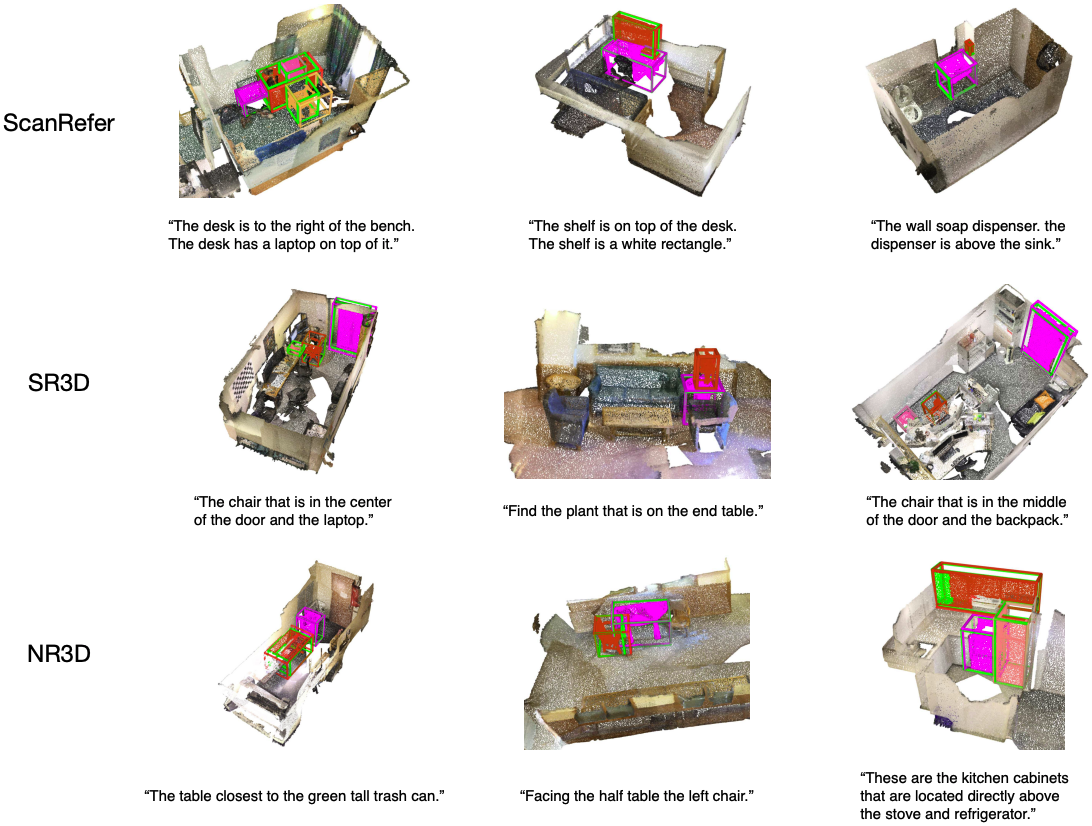 ScanRefer
“The desk is to the right of the bench.
The desk has a laptop on top of it.”
“The shelf is on top of the desk.
The shelf is a white rectangle.”
“The wall soap dispenser. the
dispenser is above the sink.”
SR3D
“The chair that is in the center
of the door and the laptop.”
“Find the plant that is on the end table.”
“The chair that is in the middle
of the door and the backpack.”
NR3D
“The table closest to the green tall trash can.”
“Facing the half table the left chair.”
“These are the kitchen cabinets
that are located directly above
the stove and refrigerator.”